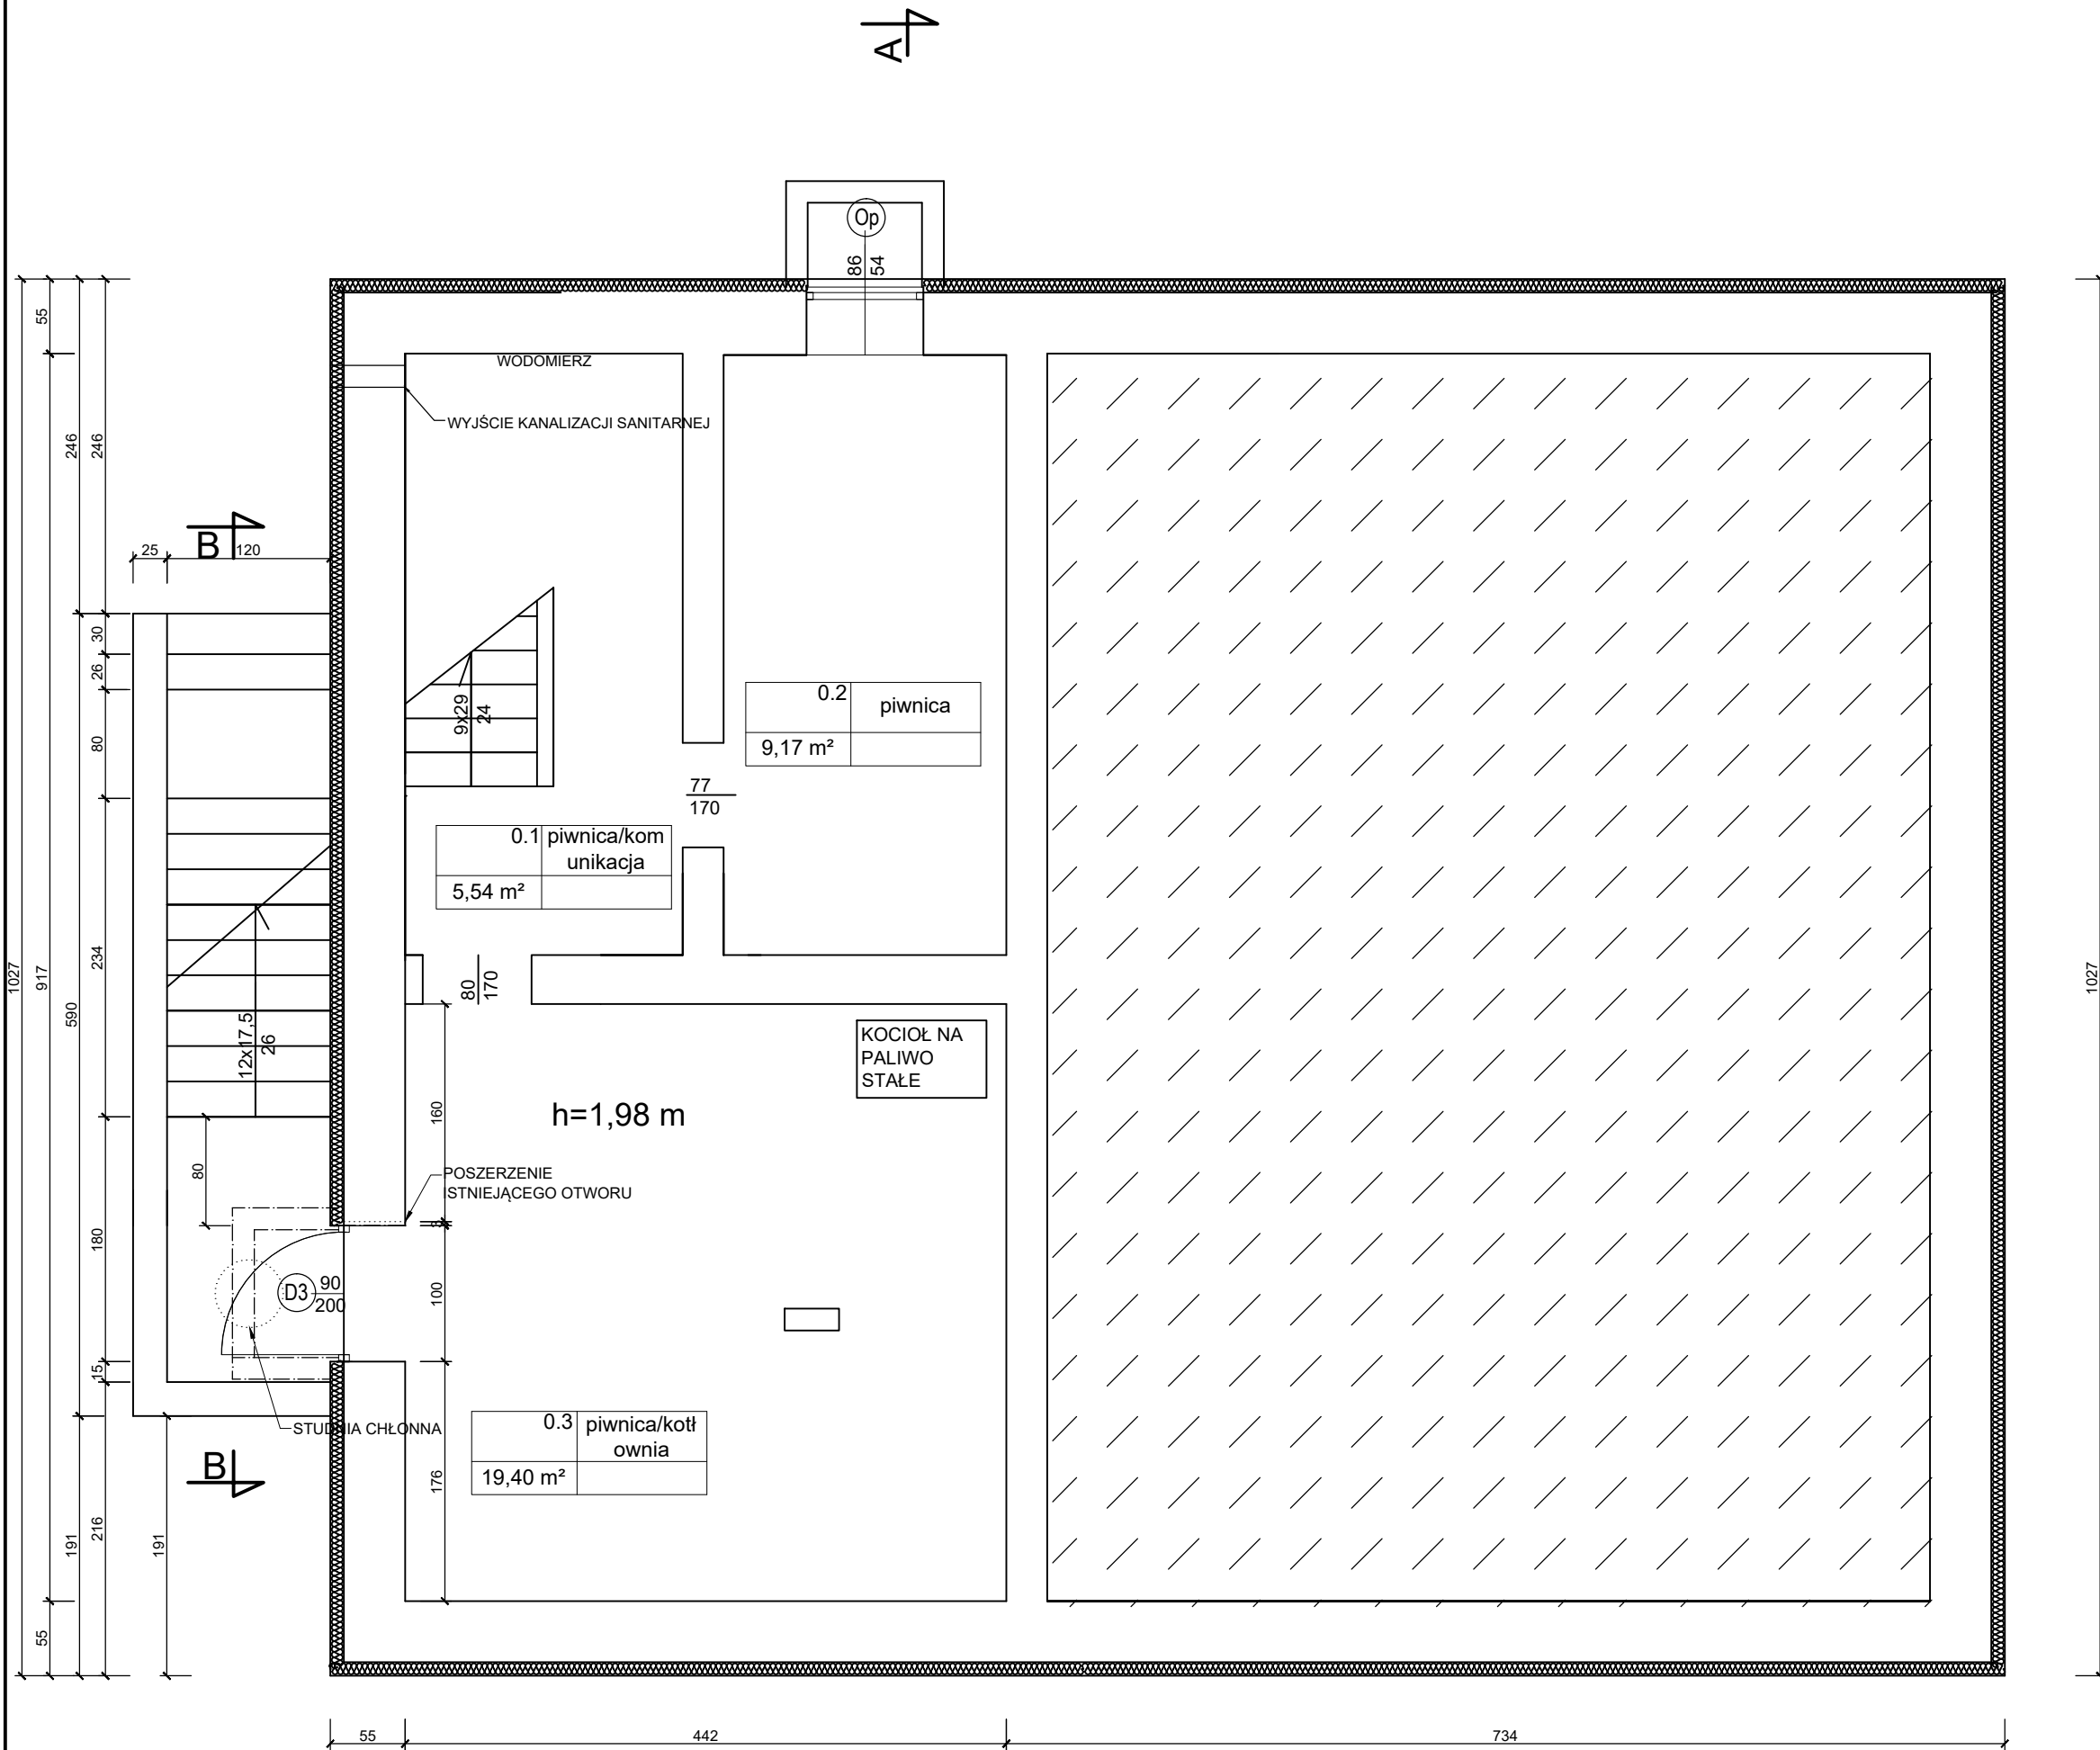 A
Op
86
54
55
WODOMIERZ
WYJŚCIE KANALIZACJI SANITARNEJ
246
246
B
25
120
30
26
80
9x29
24
0.2
piwnica
9,17 m²
77
170
0.1
piwnica/kom
unikacja
5,54 m²
1027
917
590
234
80
170
1027
12x17,5
26
KOCIOŁ NA
PALIWO
STAŁE
h=1,98 m
160
80
POSZERZENIE
ISTNIEJĄCEGO OTWORU
3
180
D3
90
200
100
15
STUDNIA CHŁONNA
0.3
piwnica/kotł
ownia
19,40 m²
B
176
191
216
191
55
55
442
734